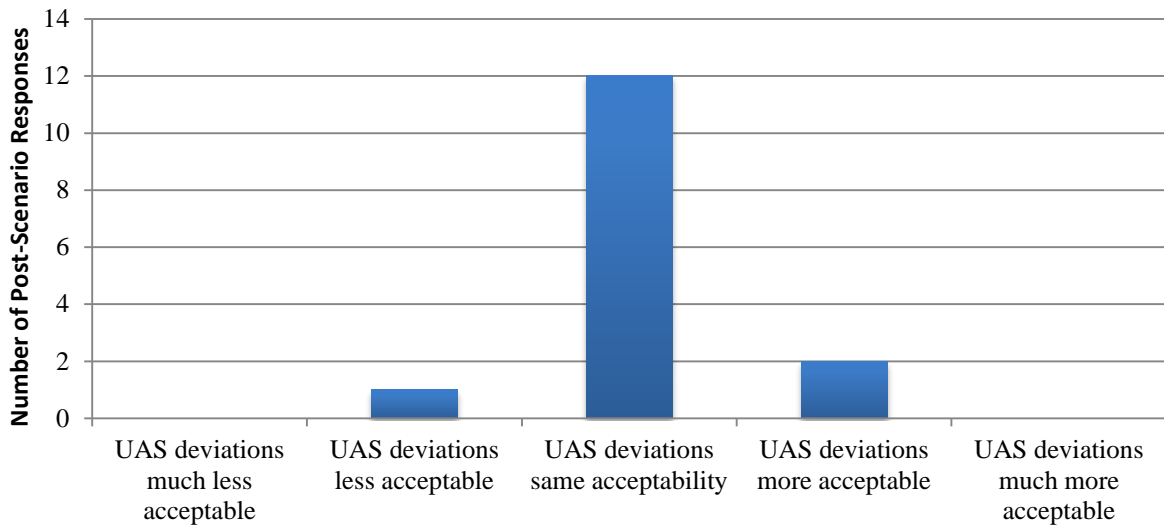 Number of Post-Scenario Responses
14
12
10
8
6
4
2
0
UAS deviations
much less
acceptable
UAS deviations
less acceptable
UAS deviations
same acceptability
UAS deviations
more acceptable
UAS deviations
much more
acceptable